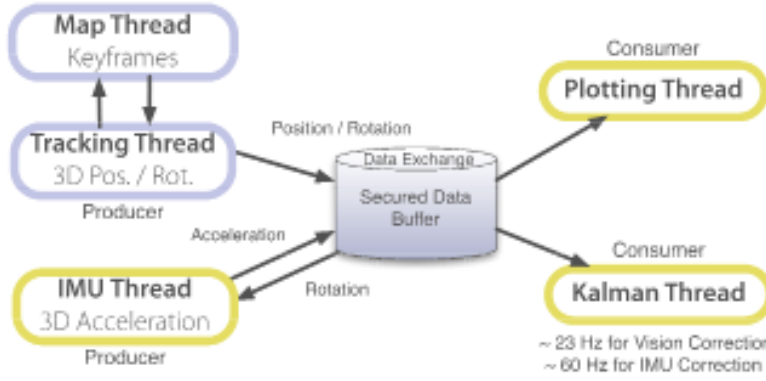 Map Thread
Keyframes
Tracking Thread
3D Pos. / Rot.
Producer
Position / Rotation
Data Exchange
Secured Data
Buffer
Acceleration
Rotation
IMU Thread
3D Acceleration
Producer
Consumer
Plotting Thread
Consumer
Kalman Thread
~ 23 Hz for Vision Correction
~ 60 Hz for IMU Correction